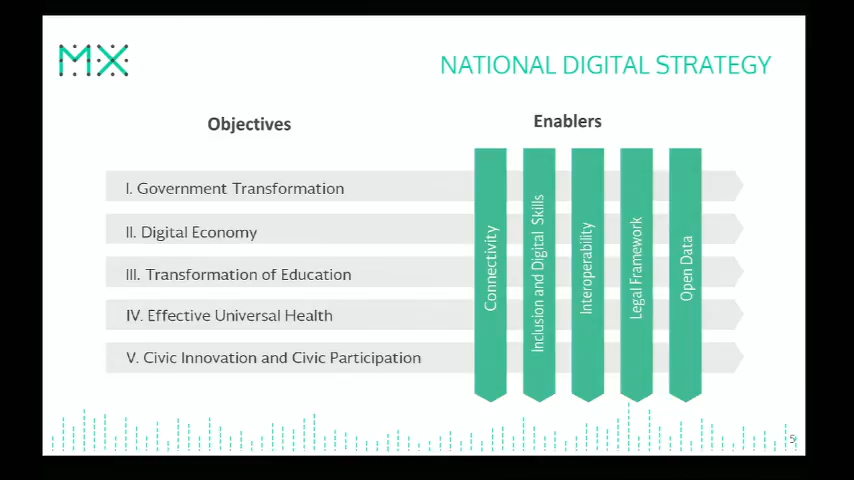 MX
NATIONAL DIGITAL STRATEGY
Objectives
Enablers
I. Government Transformation
II. Digital Economy
III. Transformation of Education
IV. Effective Universal Health
V. Civic Innovation and Civic Participation
Connectivity
Inclusion and Digital Skills
Interoperability
Legal Framework
Open Data
5